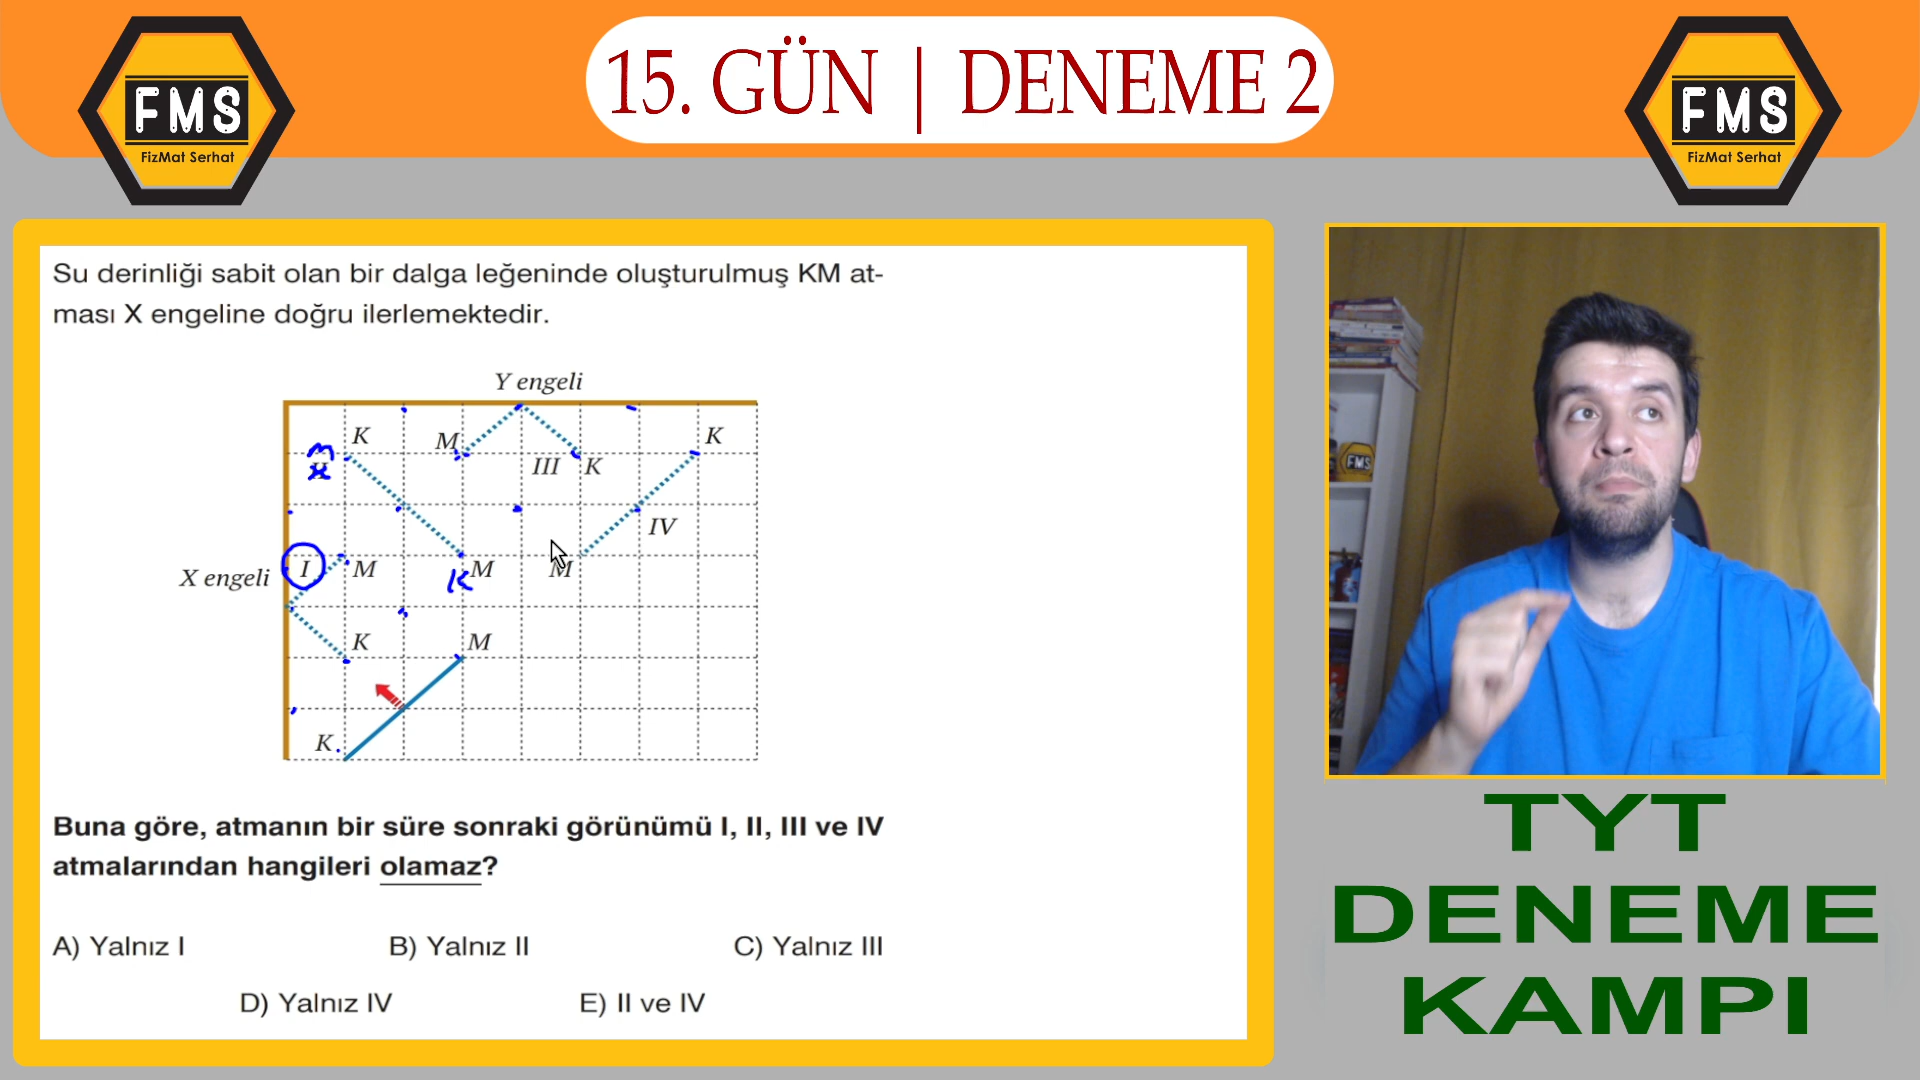 15. GÜN | DENEME 2
FMS
FizMat Serhat
FMS
FizMat Serhat
Su derinliği sabit olan bir dalga leğeninde oluşturulmuş KM at-
ması X engeline doğru ilerlemektedir.
Y engeli
K
M
K
m
III
K
IV
X engeli
I
M
K
M
M
K
M
K
Buna göre, atmanın bir süre sonraki görünümü I, II, III ve IV
atmalarından hangileri olamaz?
A) Yalnız I
B) Yalnız II
C) Yalnız III
D) Yalnız IV
E) II ve IV
FMS
TYT
DENEME
KAMPI